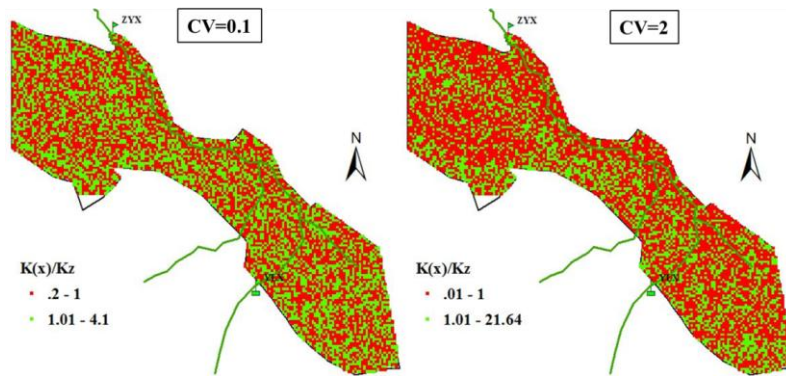 ZYX
CV=0.1
N
K(x)/Kz
.2 - 1
1.01 - 4.1
ZYX
CV=2
N
K(x)/Kz
.01 - 1
1.01 - 21.64